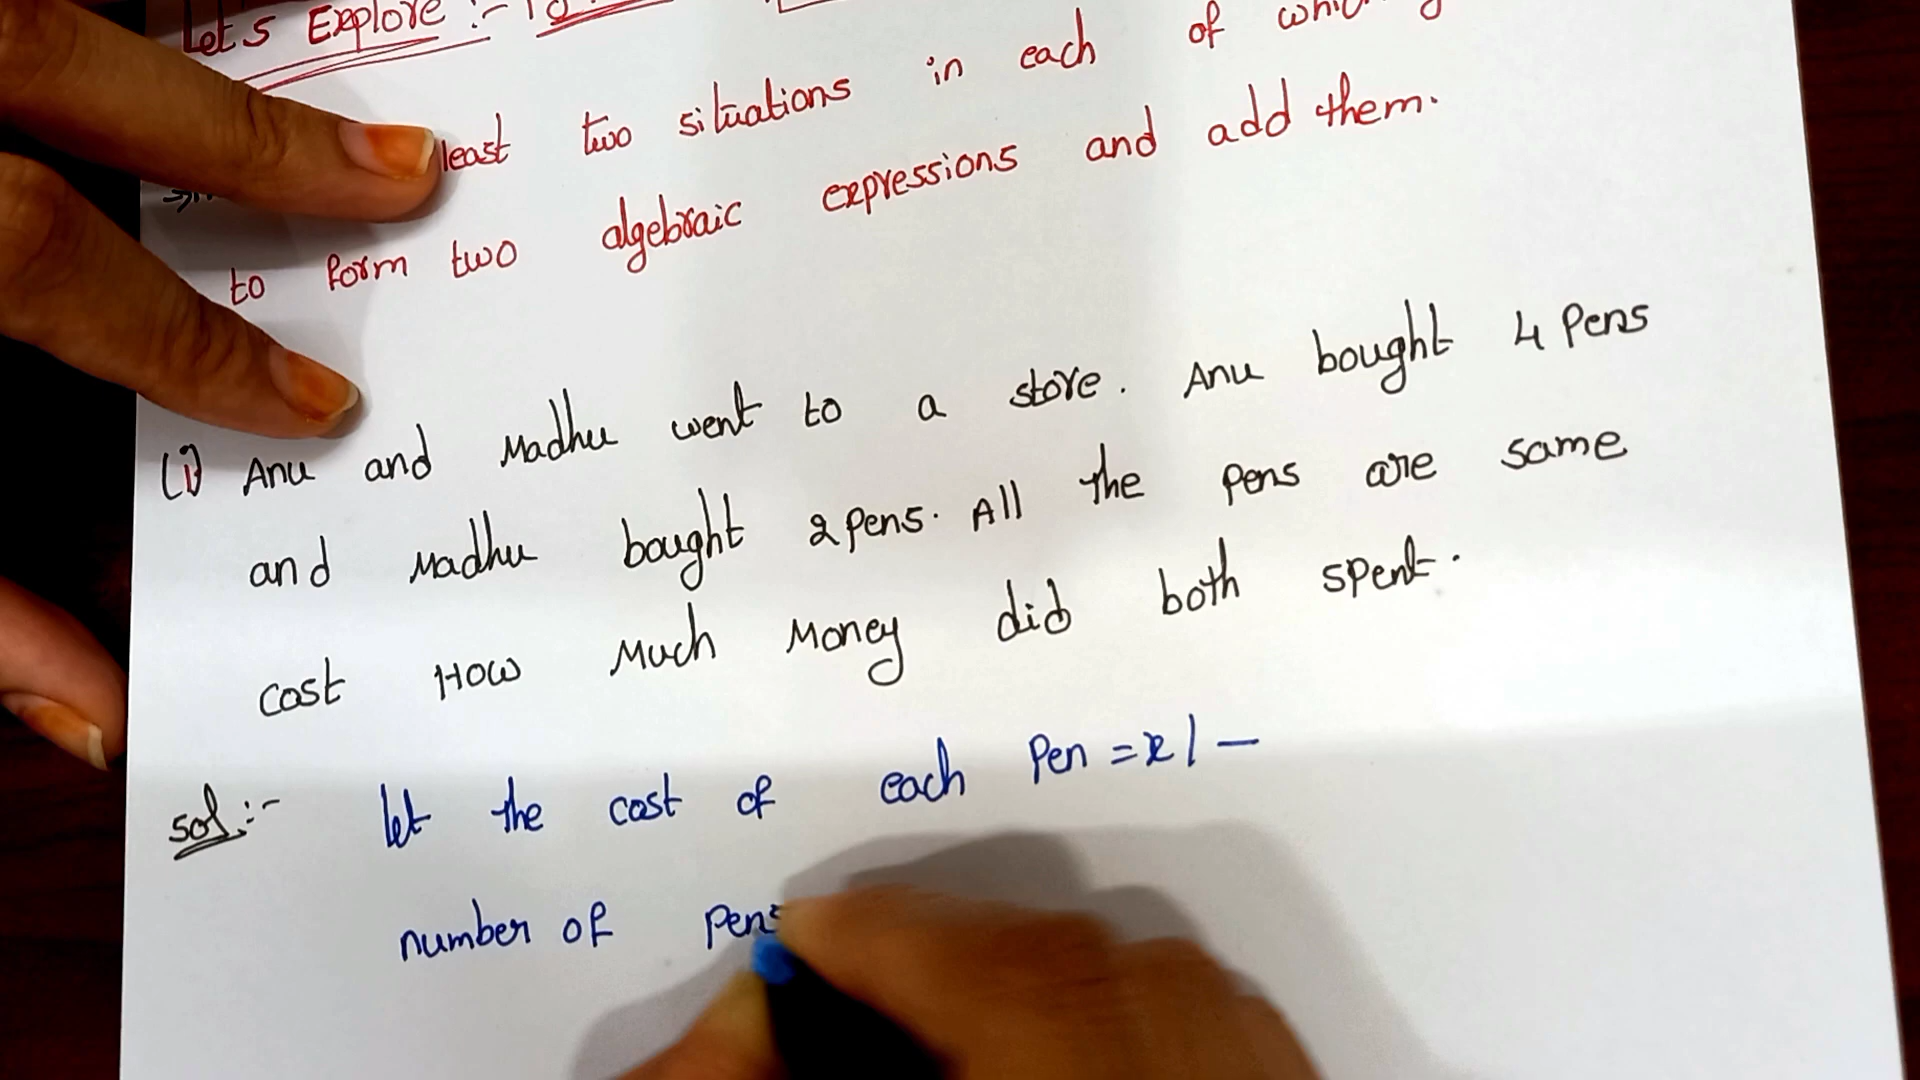 Let's Explore :-
least two situations in each of
to form two algebraic expressions and add them.
(i) Anu and Madhu went to a store. Anu bought 4 Pens
and Madhu bought 2 pens. All the pens are same
cost How Much Money did both spent.
sol:- let the cost of each Pen = x/-
number of pens